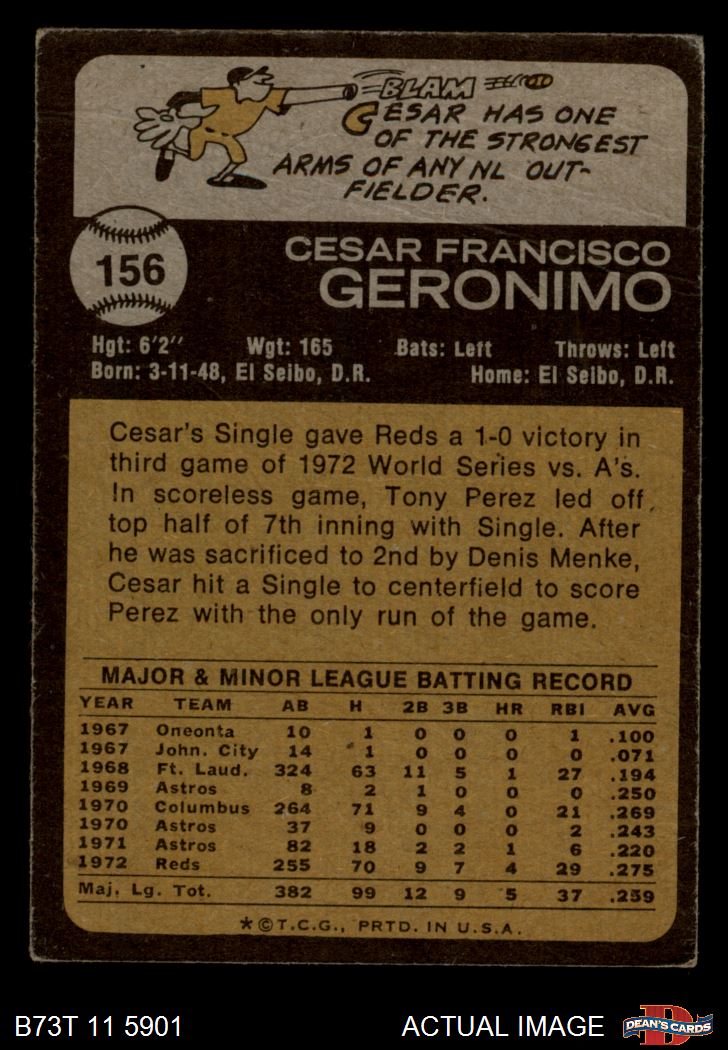 BLAM
CESAR HAS ONE
OF THE STRONGEST
ARMS OF ANY NL OUT-
FIELDER.
156
CESAR FRANCISCO
GERONIMO
Hgt: 6'2" Wgt: 165 Bats: Left Throws: Left
Born: 3-11-48, El Seibo, D.R. Home: El Seibo, D.R.
Cesar's Single gave Reds a 1-0 victory in
third game of 1972 World Series vs. A's.
In scoreless game, Tony Perez led off
top half of 7th inning with Single. After
he was sacrificed to 2nd by Denis Menke,
Cesar hit a Single to centerfield to score
Perez with the only run of the game.
MAJOR & MINOR LEAGUE BATTING RECORD
YEAR TEAM AB H 2B 3B HR RBI AVG
1967 Oneonta 10 1 0 0 0 1 .100
1967 John. City 14 1 0 0 0 0 .071
1968 Ft. Laud. 324 63 11 5 1 27 .194
1969 Astros 8 2 1 0 0 0 .250
1970 Columbus 264 71 9 4 0 21 .269
1970 Astros 37 9 0 0 0 2 .243
1971 Astros 82 18 2 2 1 6 .220
1972 Reds 255 70 9 7 4 29 .275
Maj. Lg. Tot. 382 99 12 9 5 37 .259
*©T.C.G., PRTD. IN U.S.A.
B73T 11 5901 ACTUAL IMAGE
D
DEAN'S CARDS